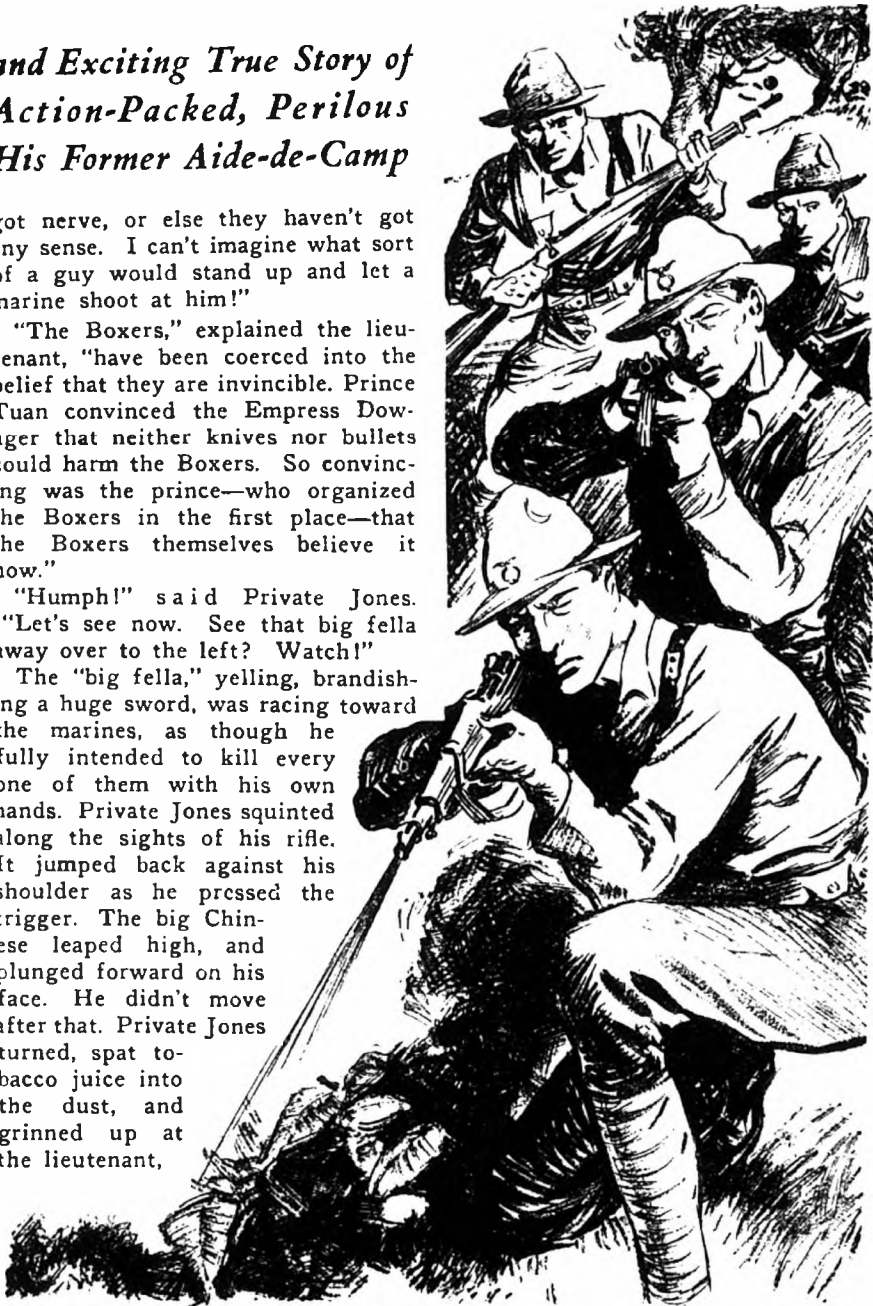 and Exciting True Story of
Action-Packed, Perilous
His Former Aide-de-Camp
got nerve, or else they haven't got
any sense. I can't imagine what sort
of a guy would stand up and let a
marine shoot at him!"
"The Boxers," explained the lieu-
tenant, "have been coerced into the
belief that they are invincible. Prince
Tuan convinced the Empress Dow-
ager that neither knives nor bullets
could harm the Boxers. So convinc-
ing was the prince—who organized
the Boxers in the first place—that
the Boxers themselves believe it
now."
"Humph!" said Private Jones.
"Let's see now. See that big fella
away over to the left? Watch!"
The "big fella," yelling, brandish-
ing a huge sword, was racing toward
the marines, as though he
fully intended to kill every
one of them with his own
hands. Private Jones squinted
along the sights of his rifle.
It jumped back against his
shoulder as he pressed the
trigger. The big Chin-
ese leaped high, and
plunged forward on his
face. He didn't move
after that. Private Jones
turned, spat to-
bacco juice into
the dust, and
grinned up at
the lieutenant,